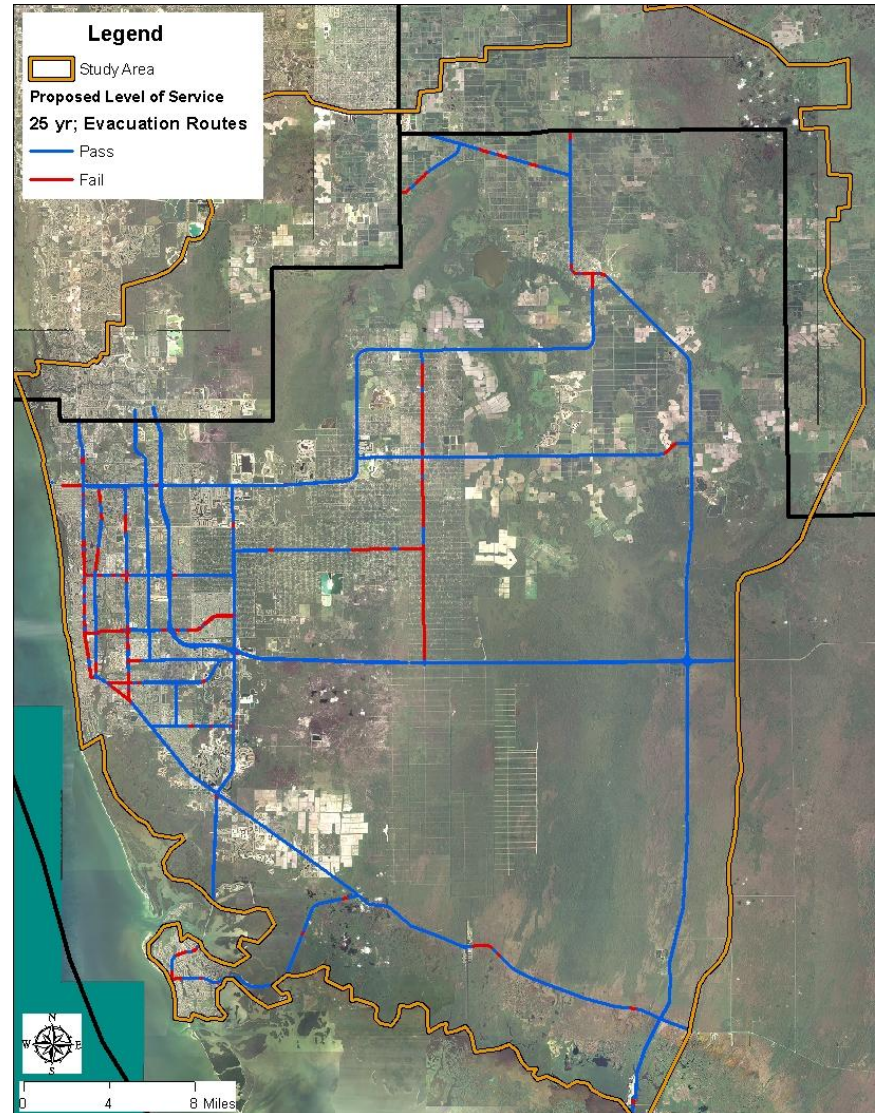 Legend
Study Area
Proposed Level of Service
25 yr; Evacuation Routes
Pass
Fail
N
W E
S
0 4 8 Miles